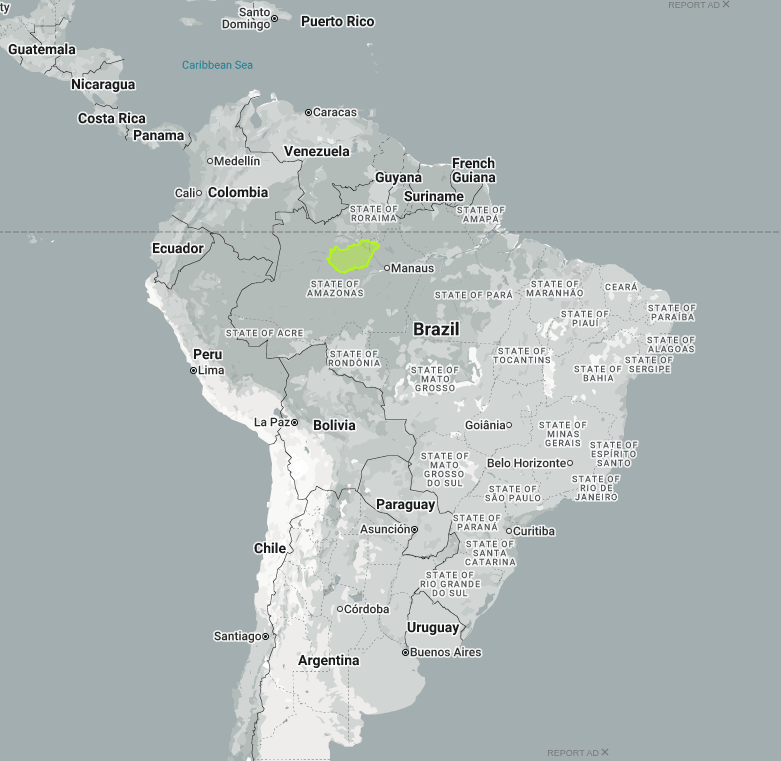 ty
REPORT AD ✕
Santo
Domingo
Puerto Rico
Guatemala
Caribbean Sea
Nicaragua
Caracas
Costa Rica
Panama
Venezuela
Medellín
French
Guiana
Guyana
Cali
Colombia
Suriname
STATE OF
RORAIMA
STATE OF
AMAPÁ
Ecuador
Manaus
STATE OF
AMAZONAS
STATE OF PARÁ
STATE OF
MARANHÃO
CEARÁ
STATE OF
PARAÍBA
STATE OF
PIAUÍ
STATE OF ACRE
Brazil
STATE OF
ALAGOAS
Peru
STATE OF
RONDÔNIA
STATE OF
TOCANTINS
STATE OF
SERGIPE
Lima
STATE OF
MATO
GROSSO
STATE OF
BAHIA
La Paz
Bolivia
Goiânia
STATE OF
MINAS
GERAIS
STATE OF
ESPÍRITO
SANTO
STATE OF
MATO
GROSSO
DO SUL
Belo Horizonte
STATE OF
RIO DE
JANEIRO
STATE OF
SÃO PAULO
Paraguay
Asunción
STATE OF
PARANÁ
Curitiba
Chile
STATE OF
SANTA
CATARINA
STATE OF
RIO GRANDE
DO SUL
Córdoba
Uruguay
Santiago
Buenos Aires
Argentina
REPORT AD ✕